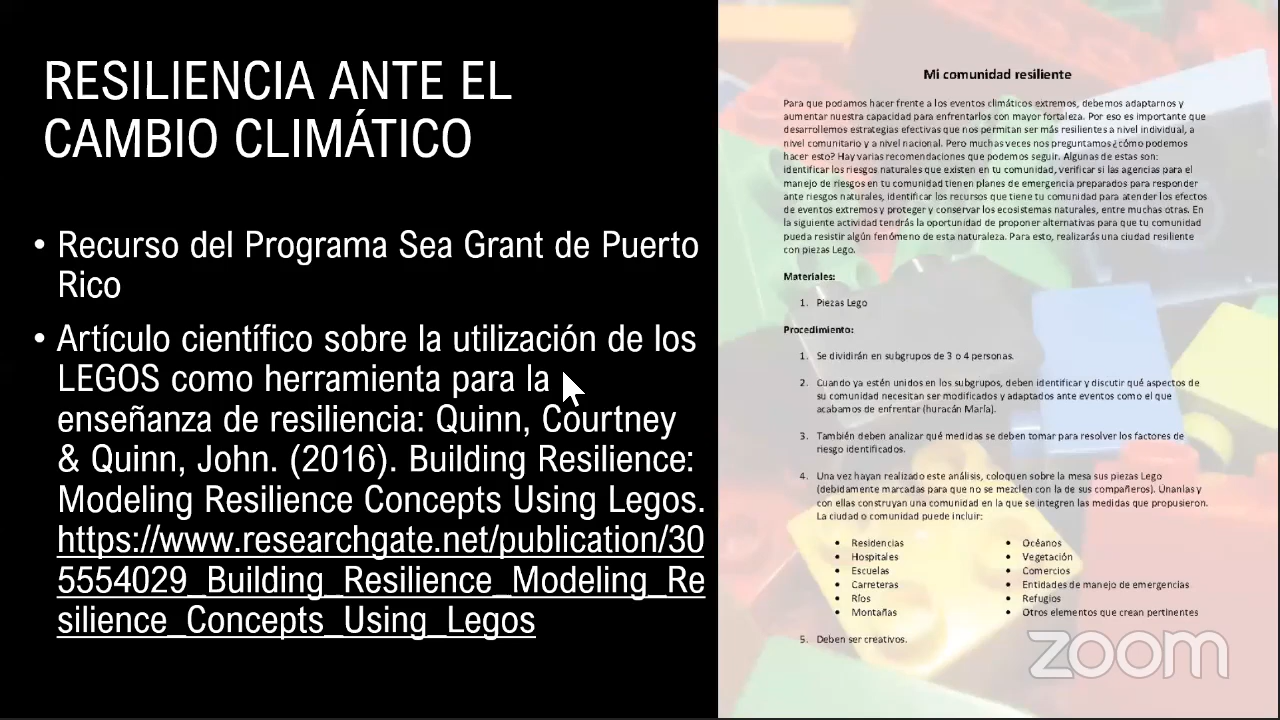 RESILIENCIA ANTE EL
CAMBIO CLIMÁTICO
• Recurso del Programa Sea Grant de Puerto
Rico
• Artículo científico sobre la utilización de los
LEGOS como herramienta para la
enseñanza de resiliencia: Quinn, Courtney
& Quinn, John. (2016). Building Resilience:
Modeling Resilience Concepts Using Legos.
https://www.researchgate.net/publication/30
5554029_Building_Resilience_Modeling_Re
silience_Concepts_Using_Legos
Mi comunidad resiliente
Para que podamos hacer frente a los eventos climáticos extremos, debemos adaptarnos y
aumentar nuestra capacidad para enfrentarlos con mayor fortaleza. Por eso es importante que
desarrollemos estrategias efectivas que nos permitan ser más resilientes a nivel individual, a
nivel comunitario y a nivel nacional. Pero muchas veces nos preguntamos ¿cómo podemos
hacer esto? Hay varias recomendaciones que podemos seguir. Algunas de estas son:
identificar los riesgos naturales que existen en tu comunidad, verificar si las agencias para el
manejo de riesgos en tu comunidad tienen planes de emergencia preparados para responder
ante riesgos naturales, identificar los recursos que tiene tu comunidad para atender los efectos
de eventos extremos y proteger y conservar los ecosistemas naturales, entre muchas otras. En
la siguiente actividad tendrás la oportunidad de proponer alternativas para que tu comunidad
pueda resistir algún fenómeno de esta naturaleza. Para esto, realizarás una ciudad resiliente
con piezas Lego.
Materiales:
1. Piezas Lego
Procedimiento:
1. Se dividirán en subgrupos de 3 o 4 personas.
2. Cuando ya estén unidos en los subgrupos, deben identificar y discutir qué aspectos de
su comunidad necesitan ser modificados y adaptados ante eventos como el que
acabamos de enfrentar (huracán María).
3. También deben analizar qué medidas se deben tomar para resolver los factores de
riesgo identificados.
4. Una vez hayan realizado este análisis, coloquen sobre la mesa sus piezas Lego
(debidamente marcadas para que no se mezclen con la de sus compañeros). Únanlas y
con ellas construyan una comunidad en la que se integren las medidas que propusieron.
La ciudad o comunidad puede incluir:
• Residencias
• Hospitales
• Escuelas
• Carreteras
• Ríos
• Montañas
• Océanos
• Vegetación
• Comercios
• Entidades de manejo de emergencias
• Refugios
• Otros elementos que crean pertinentes
5. Deben ser creativos.
zoom